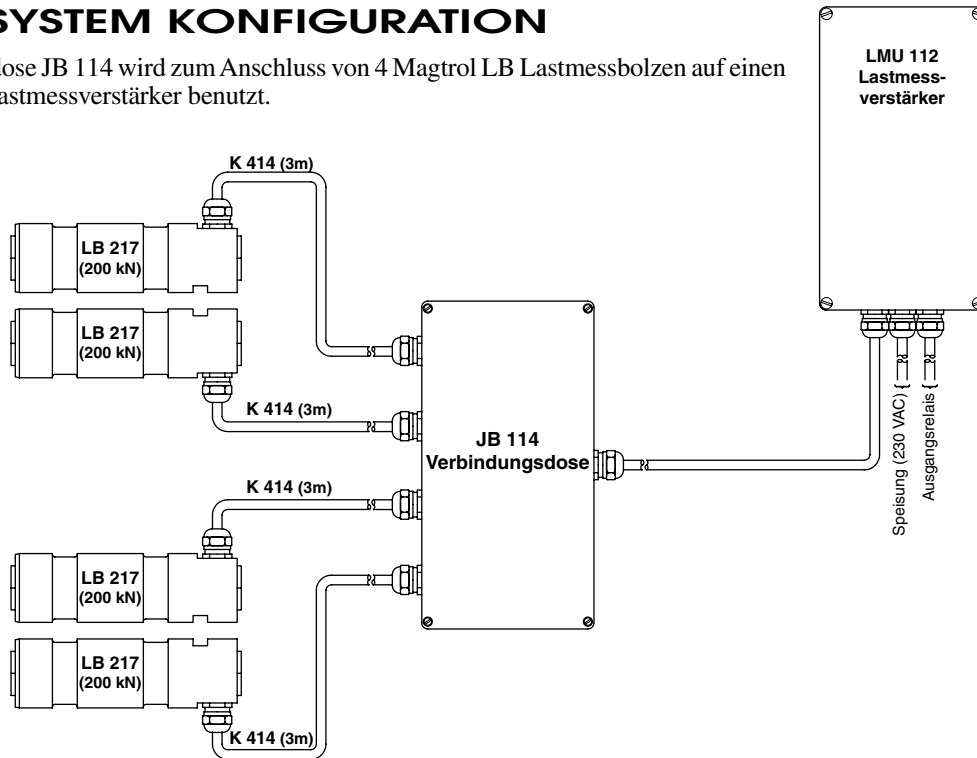 SYSTEM KONFIGURATION
dose JB 114 wird zum Anschluss von 4 Magtrol LB Lastmessbolzen auf einen
Lastmessverstärker benutzt.
LMU 112
Lastmess-
verstärker
K 414 (3m)
LB 217
(200 kN)
LB 217
(200 kN)
K 414 (3m)
JB 114
Verbindungsdose
K 414 (3m)
LB 217
(200 kN)
LB 217
(200 kN)
K 414 (3m)
Speisung (230 VAC) {
Ausgangsrelais {